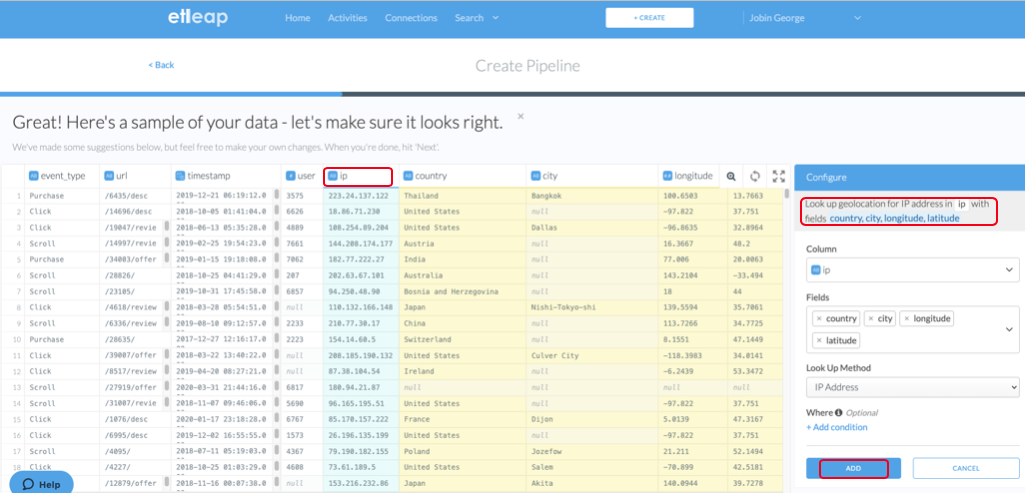 etleap Home Activities Connections Search + CREATE Jobin George
< Back Create Pipeline
Great! Here's a sample of your data - let's make sure it looks right. ×
We've made some suggestions below, but feel free to make your own changes. When you're done, hit 'Next'.
event_type url timestamp user ip country city longitude
1 Purchase /6435/desc 2019-12-21 06:19:12.0 3575 223.24.137.122 Thailand Bangkok 100.6503 13.7663
2 Click /14696/desc 2018-10-05 01:41:04.0 6626 18.86.71.230 United States null -97.822 37.751
3 Click /19047/revie 2018-06-13 05:35:28.0 4889 108.254.89.204 United States Dallas -96.8635 32.8964
4 Scroll /14997/revie 2019-02-25 19:54:23.0 7661 144.208.174.177 Austria null 16.3667 48.2
5 Purchase /34003/offer 2019-01-15 19:18:08.0 7062 182.77.222.27 India null 77.006 20.0063
6 Scroll /28826/ 2018-10-25 04:41:29.0 207 202.63.67.101 Australia null 143.2104 -33.494
7 Scroll /23105/ 2019-10-31 17:45:58.0 6857 94.250.48.90 Bosnia and Herzegovina null 18 44
8 Click /4618/review 2018-03-28 05:54:51.0 null 110.132.166.148 Japan Nishi-Tokyo-shi 139.5594 35.7061
9 Scroll /6336/review 2019-08-10 09:12:57.0 2233 210.77.30.17 China null 113.7266 34.7725
10 Purchase /28635/ 2017-12-27 12:16:17.0 2223 154.14.60.5 Switzerland null 8.1551 47.1449
11 Click /39007/offer 2018-03-22 13:40:22.0 null 208.185.190.132 United States Culver City -118.3983 34.0141
12 Click /8517/review 2019-04-20 08:27:21.0 null 87.38.104.54 Ireland null -6.2439 53.3472
13 Scroll /27919/offer 2020-03-31 21:44:16.0 6817 180.94.21.87 null null null null
14 Scroll /31007/revie 2018-11-07 09:46:06.0 5690 96.165.195.51 United States null -97.822 37.751
15 Click /1076/desc 2020-01-17 23:18:28.0 6767 85.170.157.222 France Dijon 5.0139 47.3167
16 Click /6995/desc 2019-12-02 16:55:55.0 1573 26.196.135.199 United States null -97.822 37.751
17 Scroll /4095/ 2018-07-11 05:19:03.0 4367 79.190.182.155 Poland Jozefow 21.211 52.1494
18 Click /4227/ 2018-10-25 01:03:29.0 4608 73.61.189.5 United States Salem -70.899 42.5181
/12879/offer 2018-11-16 00:07:38.0 null 153.216.232.86 Japan Akita 140.0944 39.7278
Help
Configure
Look up geolocation for IP address in ip with
fields country, city, longitude, latitude
Column
ip
Fields
× country × city × longitude
× latitude
Look Up Method
IP Address
Where Optional
+ Add condition
ADD CANCEL